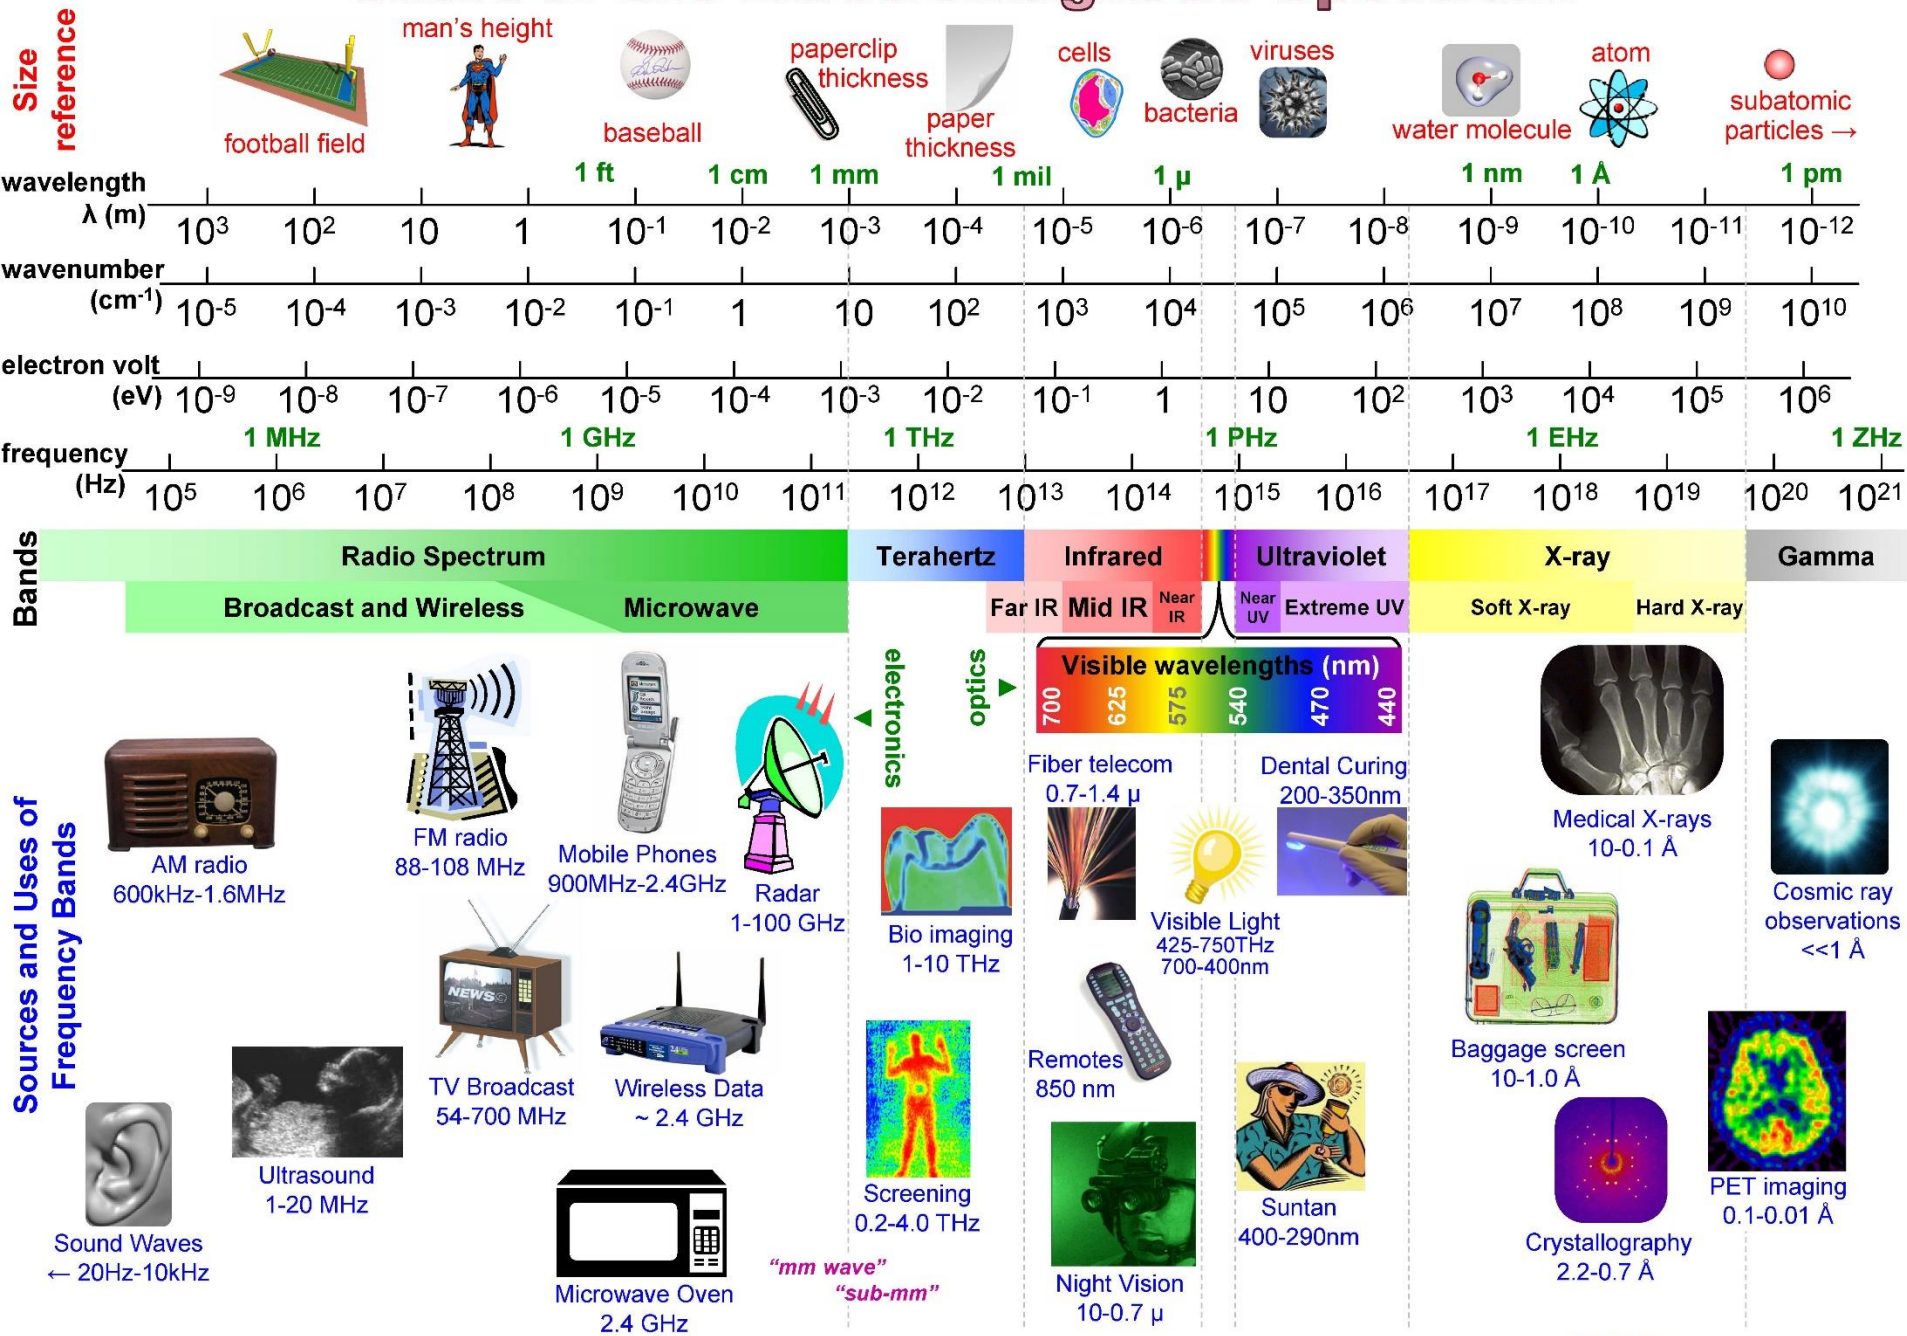 Size reference
football field
man's height
baseball
paperclip thickness
paper thickness
cells
bacteria
viruses
water molecule
atom
subatomic particles →
1 ft 1 cm 1 mm 1 mil 1 µ 1 nm 1 Å 1 pm
wavelength λ (m)
10³ 10² 10 1 10⁻¹ 10⁻² 10⁻³ 10⁻⁴ 10⁻⁵ 10⁻⁶ 10⁻⁷ 10⁻⁸ 10⁻⁹ 10⁻¹⁰ 10⁻¹¹ 10⁻¹²
wavenumber (cm⁻¹)
10⁻⁵ 10⁻⁴ 10⁻³ 10⁻² 10⁻¹ 1 10 10² 10³ 10⁴ 10⁵ 10⁶ 10⁷ 10⁸ 10⁹ 10¹⁰
electron volt (eV)
10⁻⁹ 10⁻⁸ 10⁻⁷ 10⁻⁶ 10⁻⁵ 10⁻⁴ 10⁻³ 10⁻² 10⁻¹ 1 10 10² 10³ 10⁴ 10⁵ 10⁶
1 MHz 1 GHz 1 THz 1 PHz 1 EHz 1 ZHz
frequency (Hz)
10⁵ 10⁶ 10⁷ 10⁸ 10⁹ 10¹⁰ 10¹¹ 10¹² 10¹³ 10¹⁴ 10¹⁵ 10¹⁶ 10¹⁷ 10¹⁸ 10¹⁹ 10²⁰ 10²¹
Bands
Radio Spectrum Terahertz Infrared Ultraviolet X-ray Gamma
Broadcast and Wireless Microwave Far IR Mid IR Near IR Near UV Extreme UV Soft X-ray Hard X-ray
electronics
optics
Visible wavelengths (nm)
700 625 575 540 470 440
Sources and Uses of Frequency Bands
AM radio
600kHz-1.6MHz
FM radio
88-108 MHz
Mobile Phones
900MHz-2.4GHz
Radar
1-100 GHz
Bio imaging
1-10 THz
Fiber telecom
0.7-1.4 µ
Visible Light
425-750THz
700-400nm
Dental Curing
200-350nm
Medical X-rays
10-0.1 Å
Cosmic ray
observations
<<1 Å
NEWS
TV Broadcast
54-700 MHz
Wireless Data
~ 2.4 GHz
Remotes
850 nm
Baggage screen
10-1.0 Å
Sound Waves
← 20Hz-10kHz
Ultrasound
1-20 MHz
Microwave Oven
2.4 GHz
Screening
0.2-4.0 THz
"mm wave"
"sub-mm"
Night Vision
10-0.7 µ
Suntan
400-290nm
Crystallography
2.2-0.7 Å
PET imaging
0.1-0.01 Å